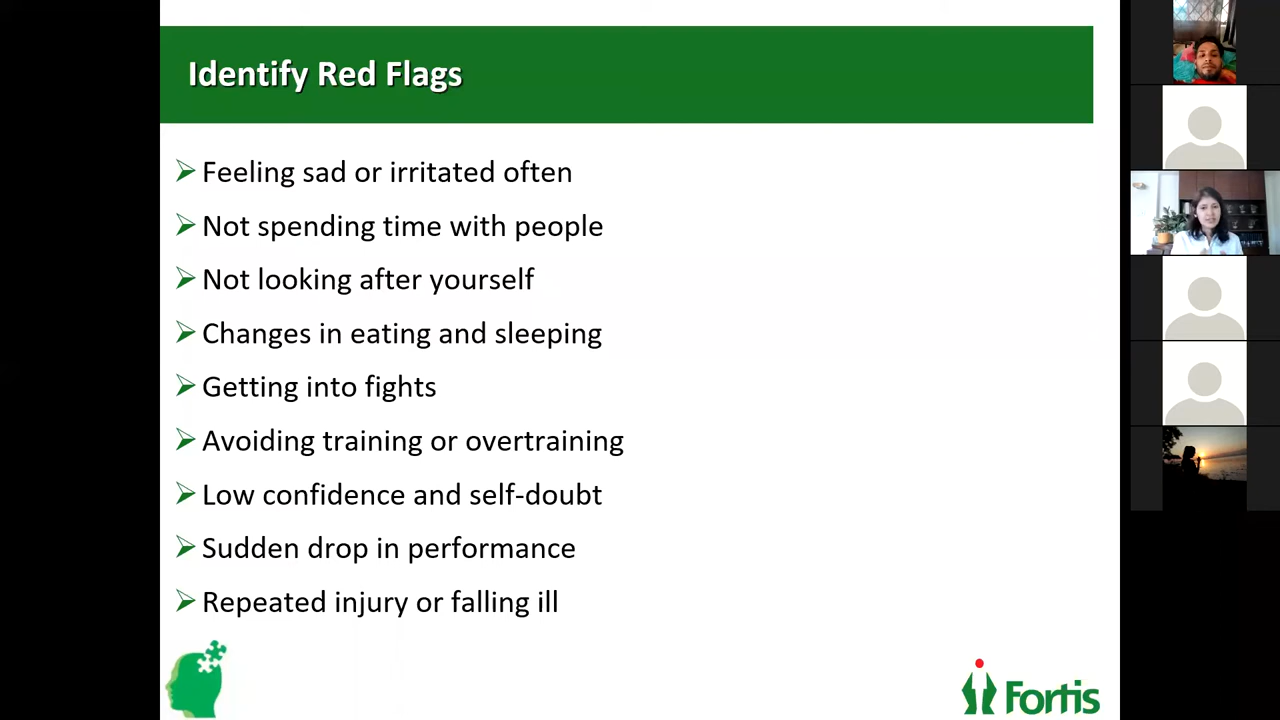 Identify Red Flags
Feeling sad or irritated often
Not spending time with people
Not looking after yourself
Changes in eating and sleeping
Getting into fights
Avoiding training or overtraining
Low confidence and self-doubt
Sudden drop in performance
Repeated injury or falling ill
Fortis